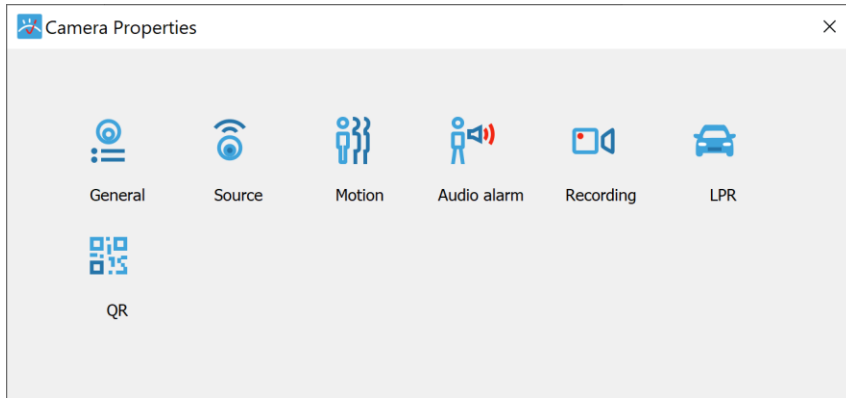 Camera Properties
General Source Motion Audio alarm Recording LPR
QR